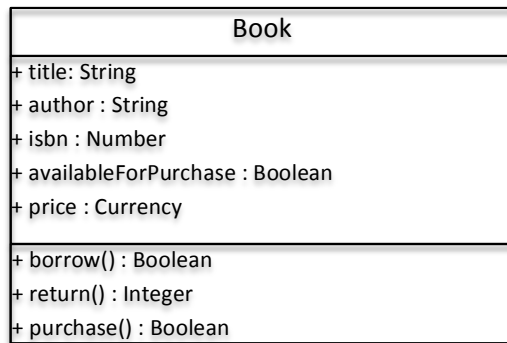 Book
+ title: String
+ author : String
+ isbn : Number
+ availableForPurchase : Boolean
+ price : Currency
+ borrow() : Boolean
+ return() : Integer
+ purchase() : Boolean